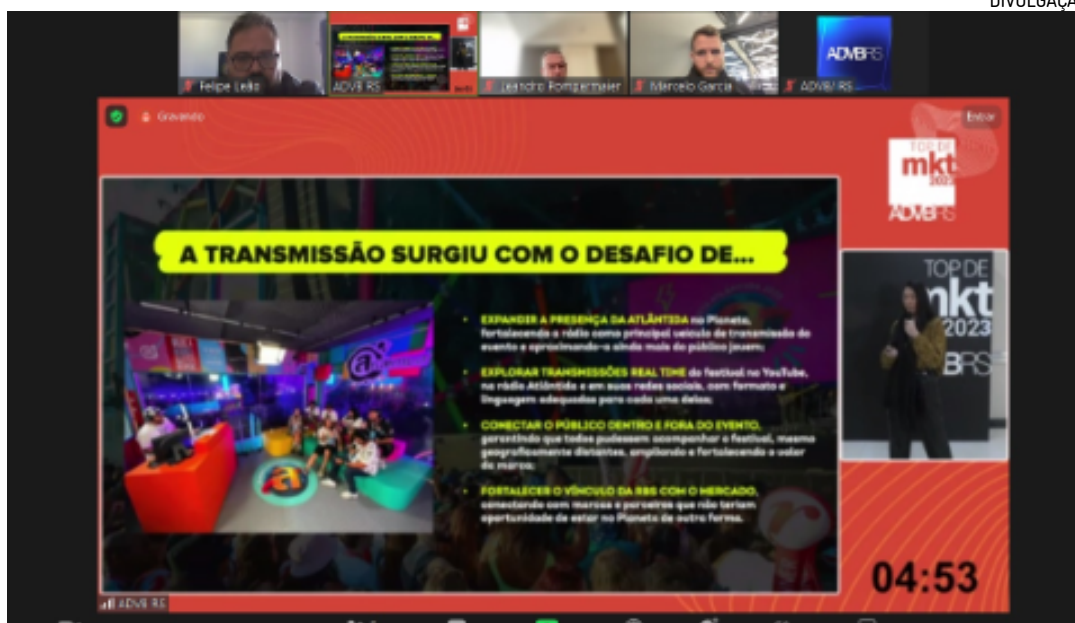 DIVULGAÇÃ
Felipe Leão
ADVB RS
Leandro Pompermaier
Marcelo Garcia
ADVB/RS
ADVB RS
Gravando
Entrar
TOP DE
mkt
2023
ADVB RS
A TRANSMISSÃO SURGIU COM O DESAFIO DE...
• EXPANDIR A PRESENÇA DA ATLÂNTIDA no Planeta,
fortalecendo a rádio como principal veículo de transmissão do
evento e aproximando-a ainda mais do público jovem;
• EXPLORAR TRANSMISSÕES REAL TIME do festival no YouTube,
na rádio Atlântida e em suas redes sociais, com formato e
linguagem adequadas para cada uma delas;
• CONECTAR O PÚBLICO DENTRO E FORA DO EVENTO,
garantindo que todos pudessem acompanhar o festival, mesmo
geograficamente distantes, ampliando e fortalecendo o valor
da marca;
• FORTALECER O VÍNCULO DA RBS COM O MERCADO,
conectando com marcas e parceiros que não teriam
oportunidade de estar no Planeta de outra forma.
TOP DE
mkt
2023
BRS
04:53
ADVB RS